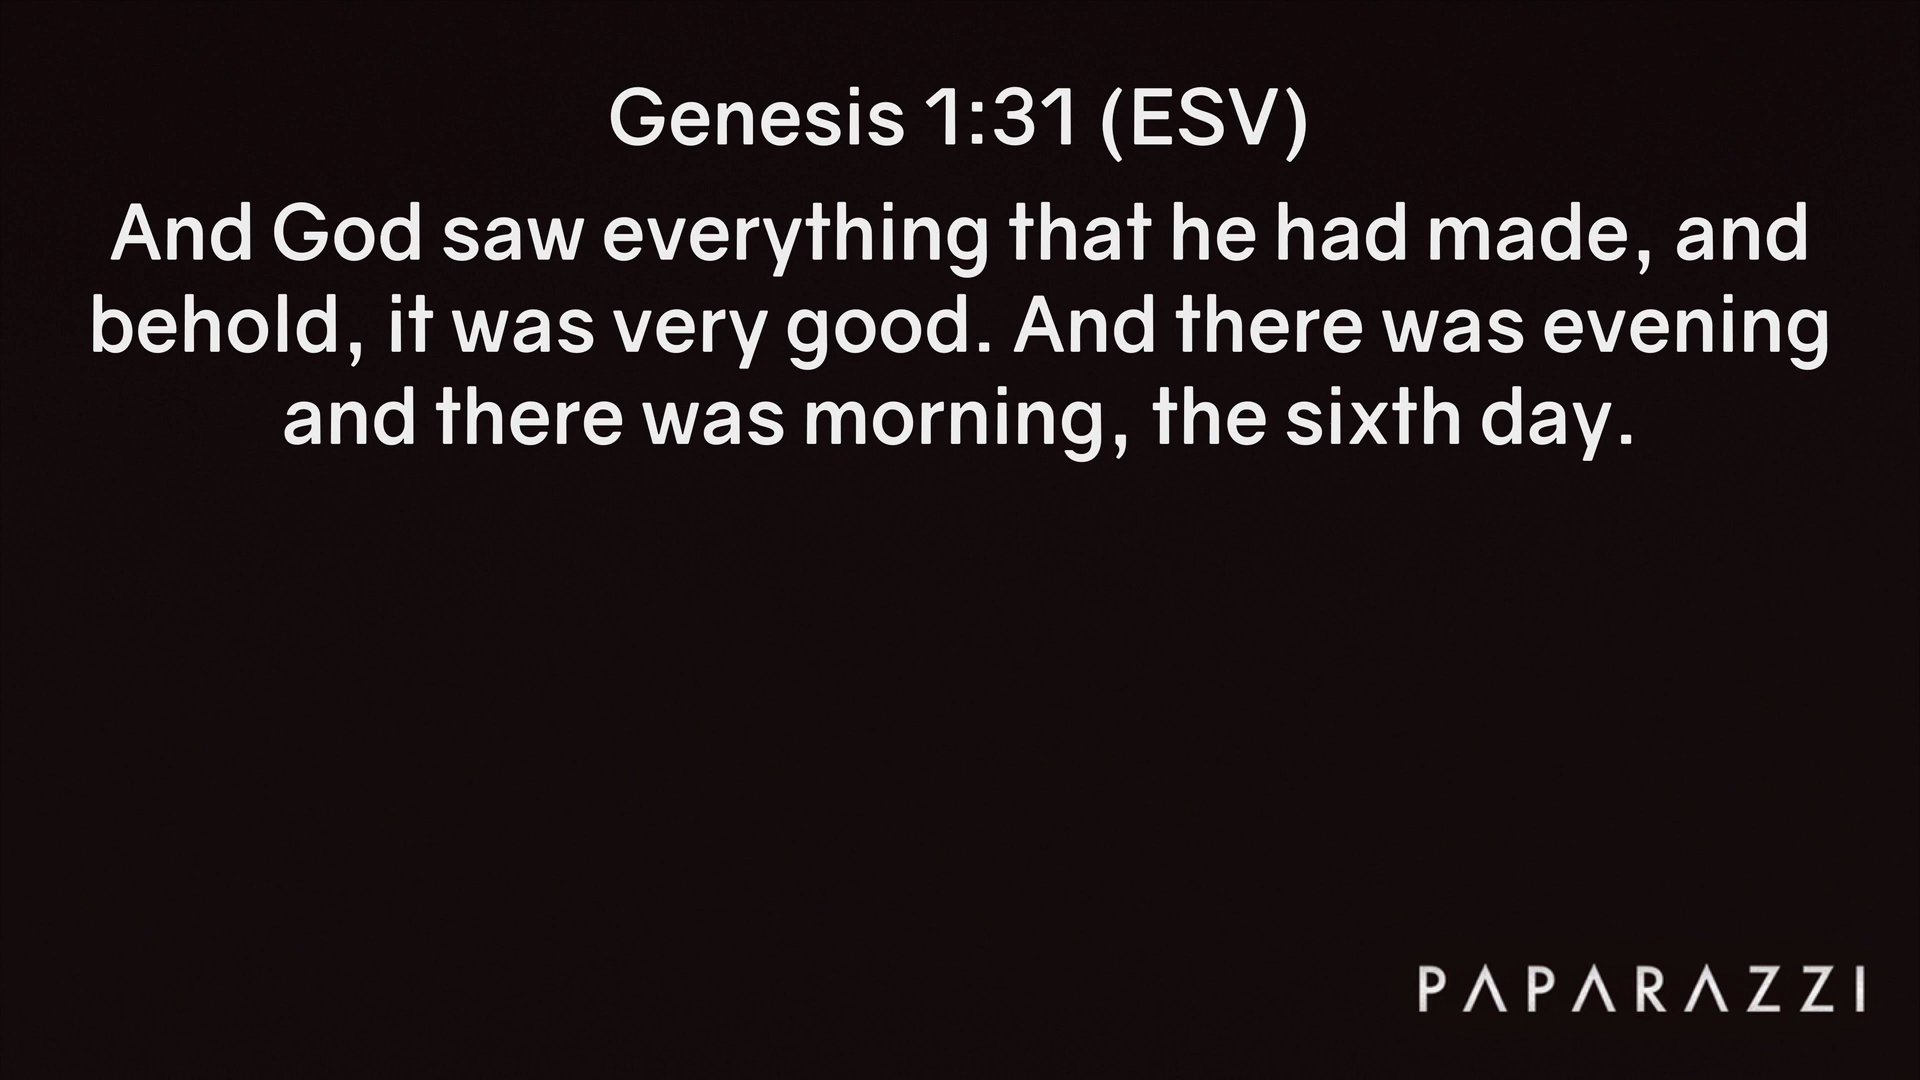 Genesis 1:31 (ESV)
And God saw everything that he had made, and
behold, it was very good. And there was evening
and there was morning, the sixth day.
PAPARAZZI